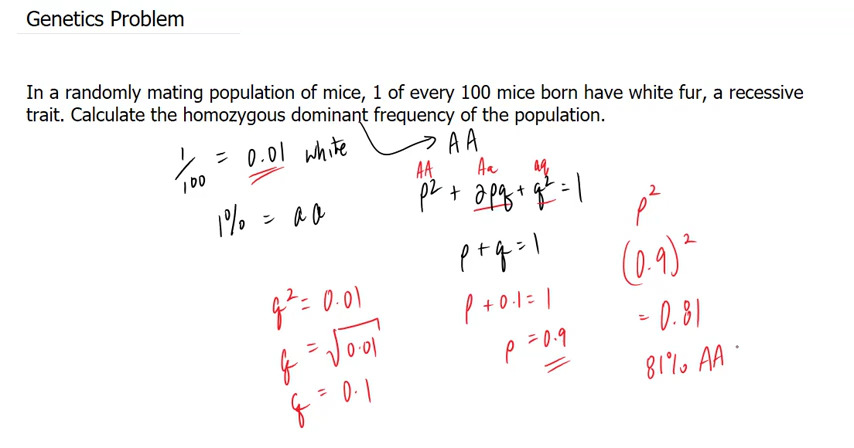 Genetics Problem
In a randomly mating population of mice, 1 of every 100 mice born have white fur, a recessive
trait. Calculate the homozygous dominant frequency of the population.
1/100 = 0.01 white
AA
AA Aa aa
p² + 2pq + q² = 1
1% = aa
p + q = 1
q² = 0.01
q = √0.01
q = 0.1
p + 0.1 = 1
p = 0.9
p²
(0.9)²
= 0.81
81% AA